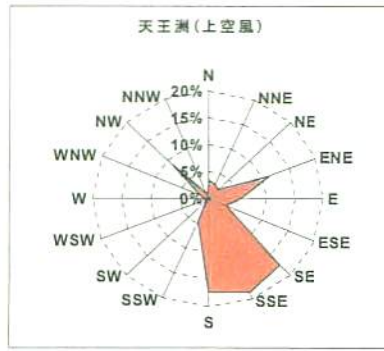 天王洲(上空風)
N
NNW
NNE
NW
NE
WNW
ENE
W
E
WSW
ESE
SW
SE
SSW
SSE
S
20%
15%
10%
5%
0%